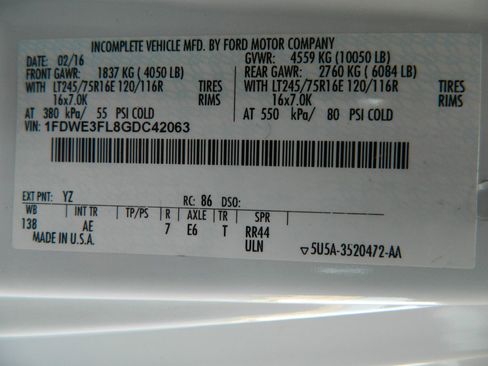 INCOMPLETE VEHICLE MFD. BY FORD MOTOR COMPANY
DATE: 02/16 GVWR: 4559 KG (10050 LB)
FRONT GAWR: 1837 KG (4050 LB) REAR GAWR: 2760 KG (6084 LB)
WITH LT245/75R16E 120/116R TIRES WITH LT245/75R16E 120/116R TIRES
16x7.0K RIMS 16x7.0K RIMS
AT 380 kPa/ 55 PSI COLD AT 550 kPa/ 80 PSI COLD
VIN: 1FDWE3FL8GDC42063
EXT PNT: YZ RC: 86 DSO:
WB INT TR TP/PS R AXLE TR SPR
138 AE 7 E6 T RR44
MADE IN U.S.A. ULN ▽5U5A-3520472-AA